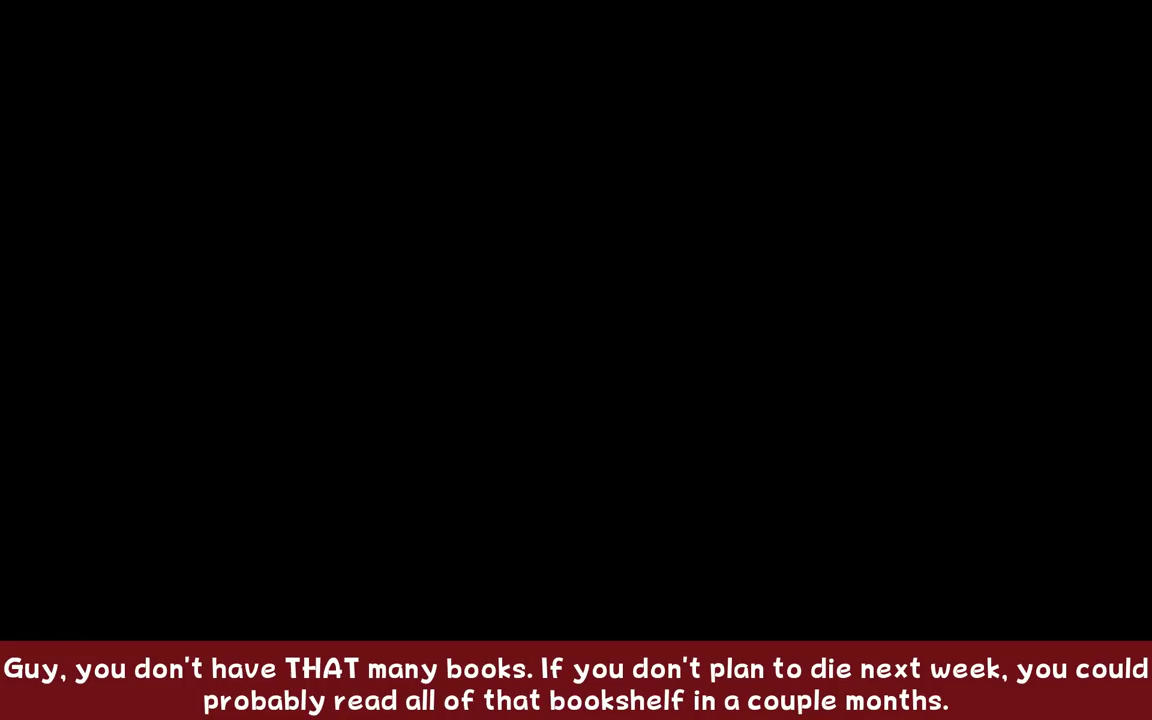 Guy, you don't have THAT many books. If you don't plan to die next week, you could
probably read all of that bookshelf in a couple months.